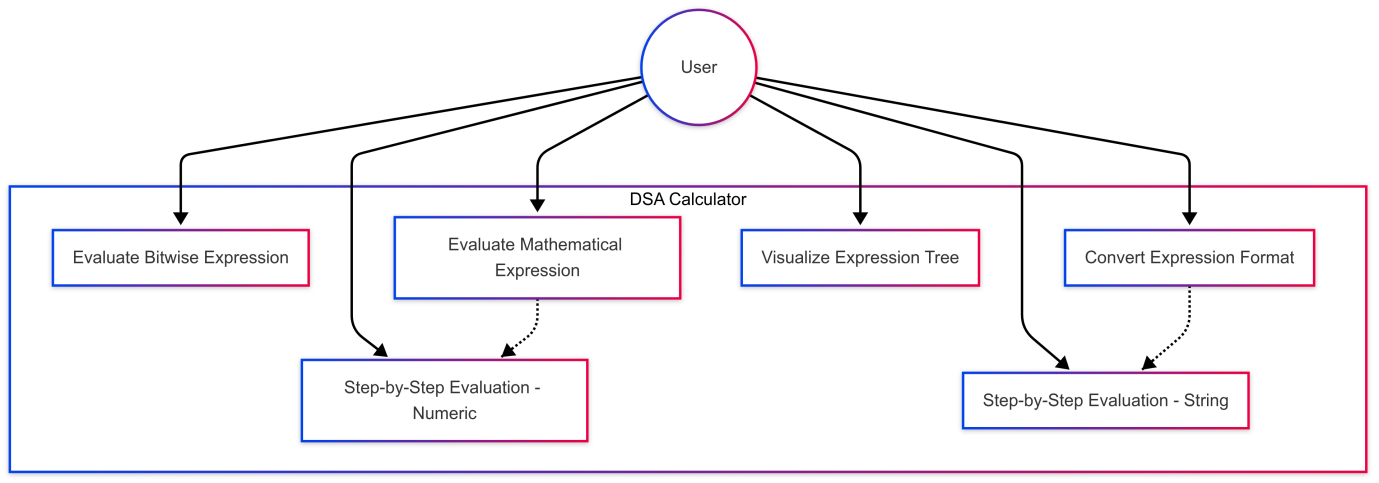 User
DSA Calculator
Evaluate Bitwise Expression
Evaluate Mathematical
Expression
Visualize Expression Tree
Convert Expression Format
Step-by-Step Evaluation -
Numeric
Step-by-Step Evaluation - String